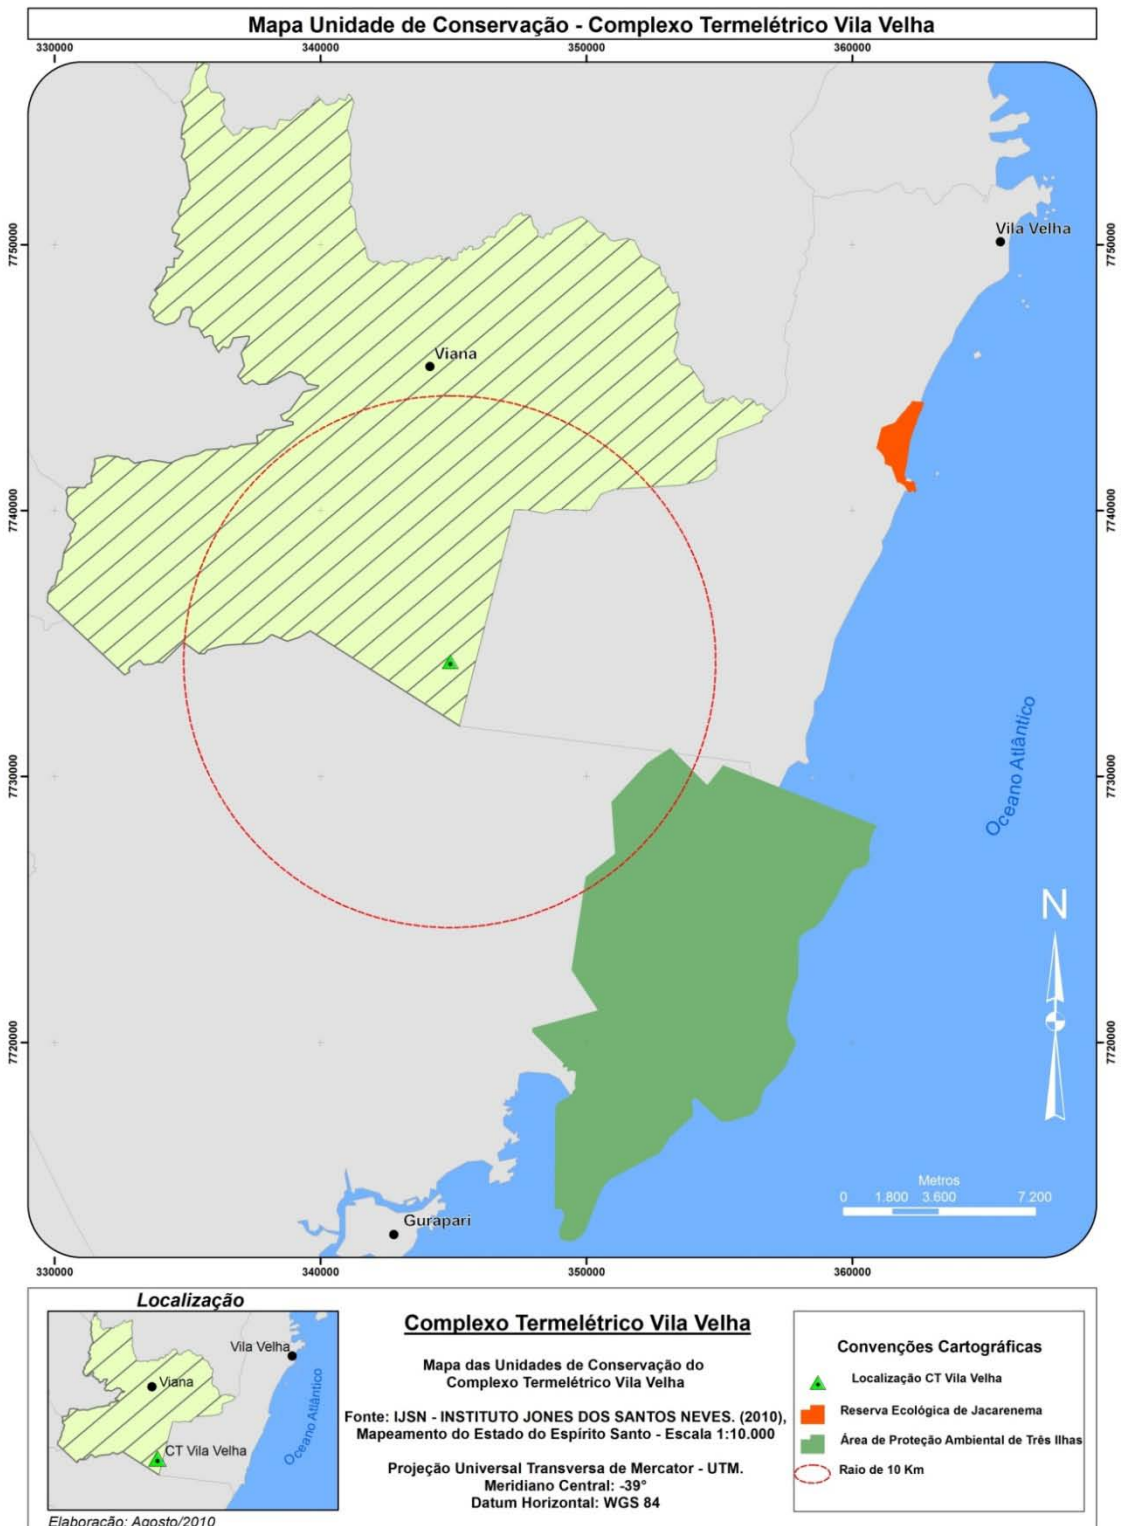 Mapa Unidade de Conservação - Complexo Termelétrico Vila Velha
330000 340000 350000 360000
7750000 7750000
Vila Velha
Viana
7740000 7740000
Oceano Atlântico
7730000 7730000
N
7720000 7720000
Metros
0 1.800 3.600 7.200
Gurapari
330000 340000 350000 360000
Localização
Vila Velha
Viana
Oceano Atlântico
CT Vila Velha
Elaboração: Agosto/2010
Complexo Termelétrico Vila Velha
Mapa das Unidades de Conservação do
Complexo Termelétrico Vila Velha
Fonte: IJSN - INSTITUTO JONES DOS SANTOS NEVES. (2010),
Mapeamento do Estado do Espírito Santo - Escala 1:10.000
Projeção Universal Transversa de Mercator - UTM.
Meridiano Central: -39°
Datum Horizontal: WGS 84
Convenções Cartográficas
Localização CT Vila Velha
Reserva Ecológica de Jacarenema
Área de Proteção Ambiental de Três Ilhas
Raio de 10 Km